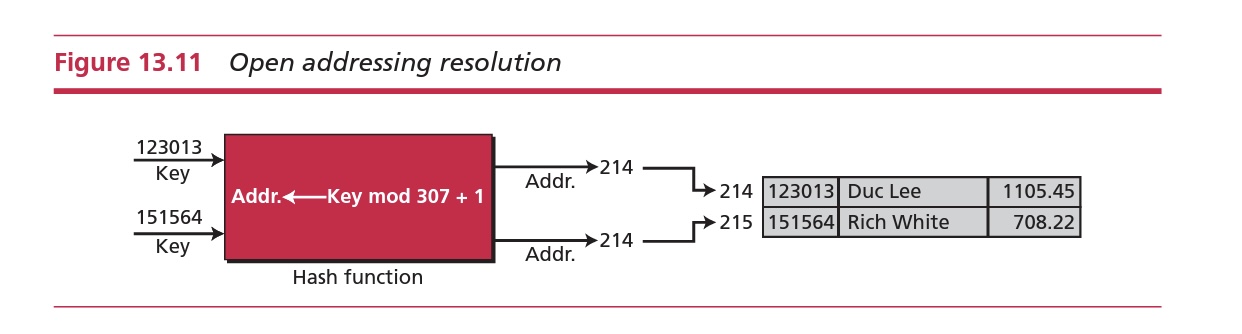 Figure 13.11 Open addressing resolution
123013
Key
151564
Key
Addr.←Key mod 307 + 1
Hash function
214
Addr.
214
Addr.
214 123013 Duc Lee 1105.45
215 151564 Rich White 708.22